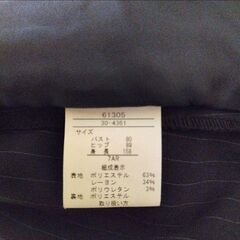 61305
30-4361
サイズ
バスト 80
ヒップ 89
身長 158
7AR
組成表示
表地 ポリエステル 63%
レーヨン 34%
ポリウレタン 3%
裏地 ポリエステル
取り扱い方